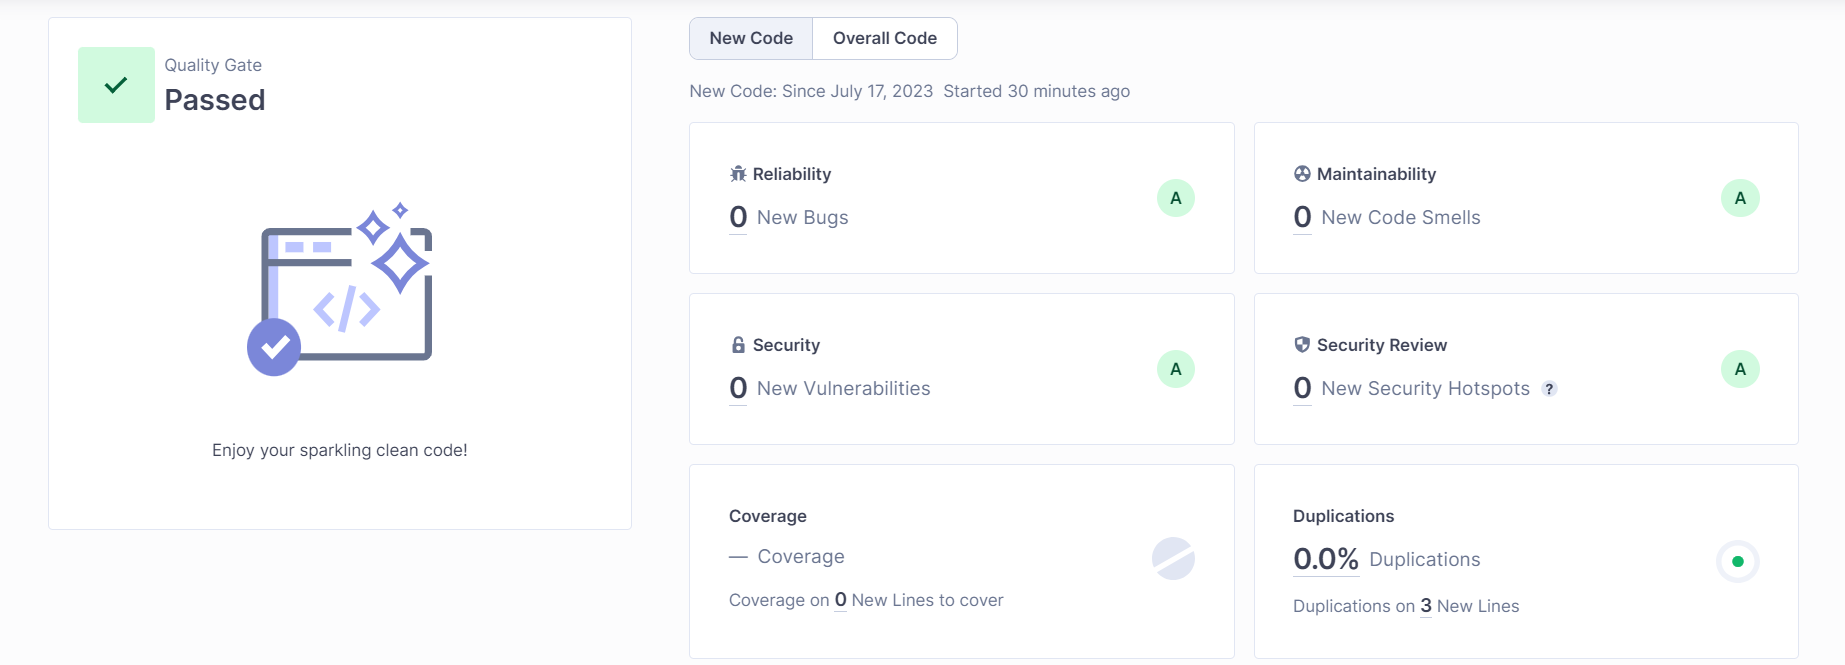 Quality Gate
Passed
Enjoy your sparkling clean code!
New Code
Overall Code
New Code: Since July 17, 2023 Started 30 minutes ago
Reliability
0 New Bugs
A
Maintainability
0 New Code Smells
A
Security
0 New Vulnerabilities
A
Security Review
0 New Security Hotspots ?
A
Coverage
— Coverage
Coverage on 0 New Lines to cover
Duplications
0.0% Duplications
Duplications on 3 New Lines